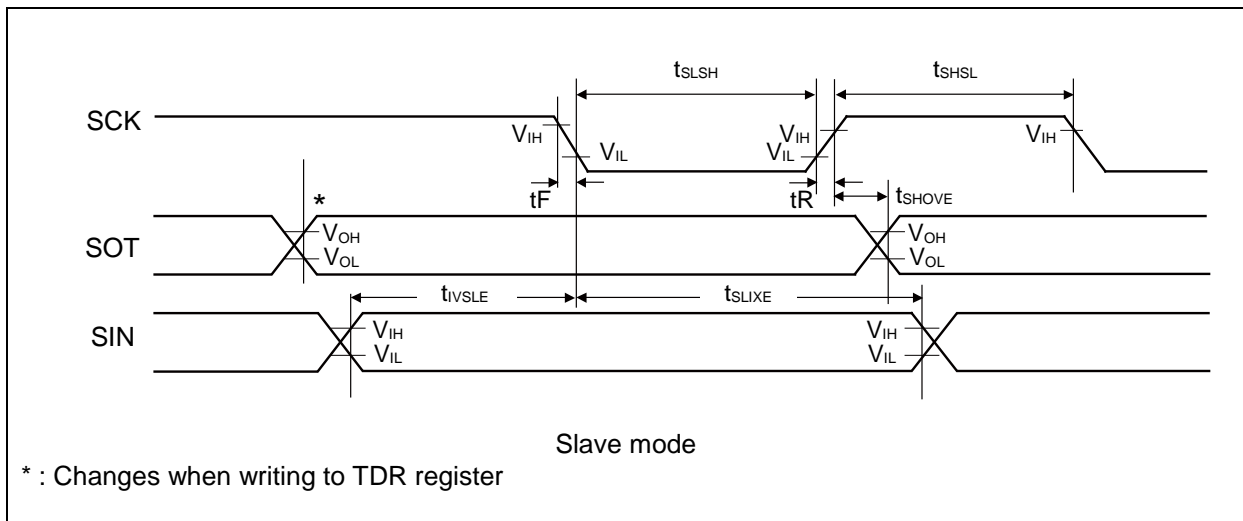 tSLSH tSHSL
SCK VIH VIL VIH VIL VIH
tF tR tSHOVE
* VOH VOH
SOT VOL VOL
tIVSLE tSLIXE
SIN VIH VIH
VIL VIL
Slave mode
* : Changes when writing to TDR register